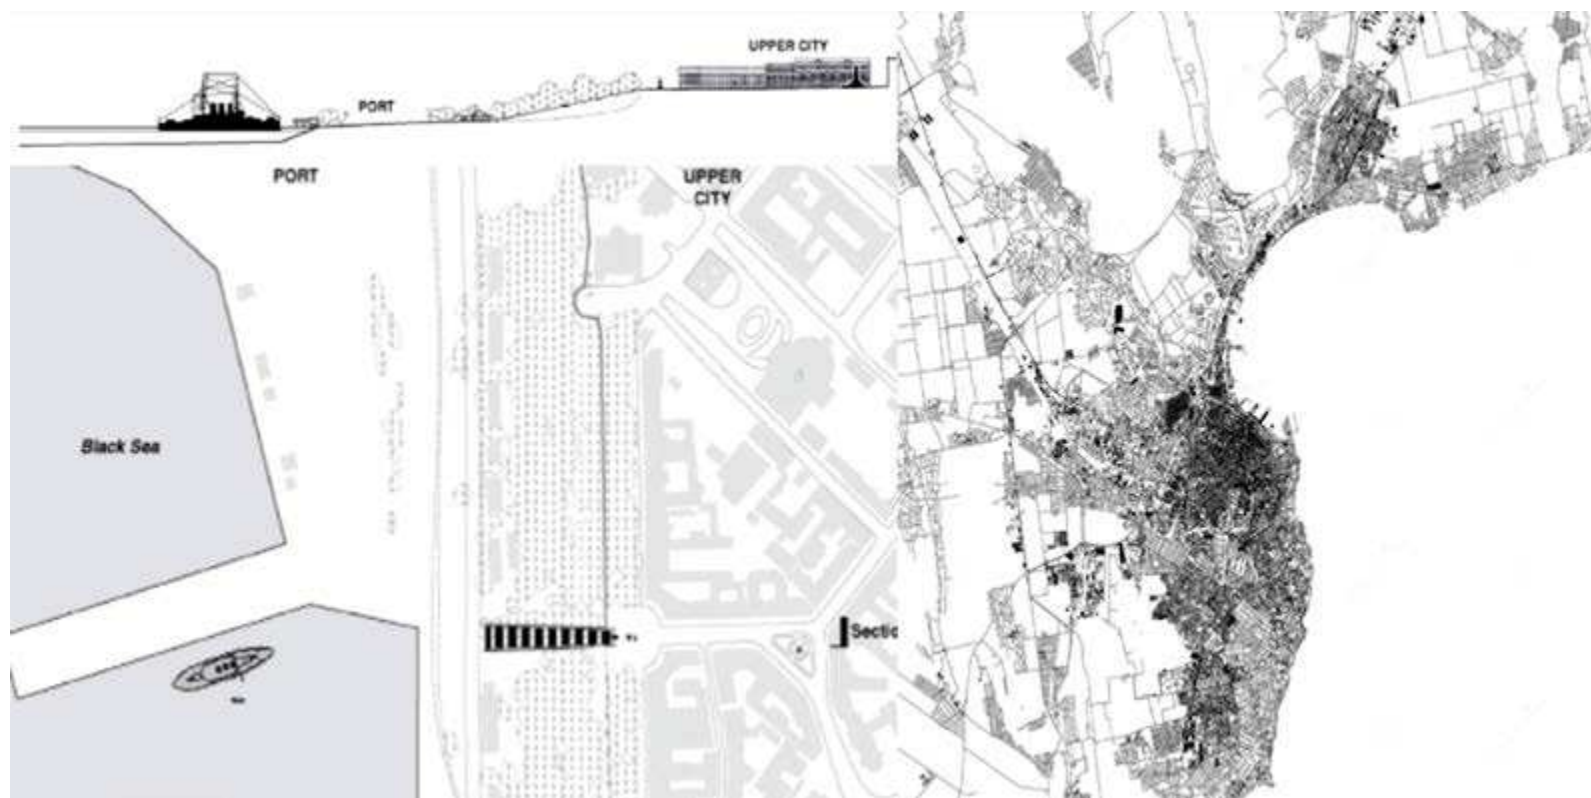 UPPER CITY
PORT
PORT
UPPER
CITY
Black Sea
Sectio